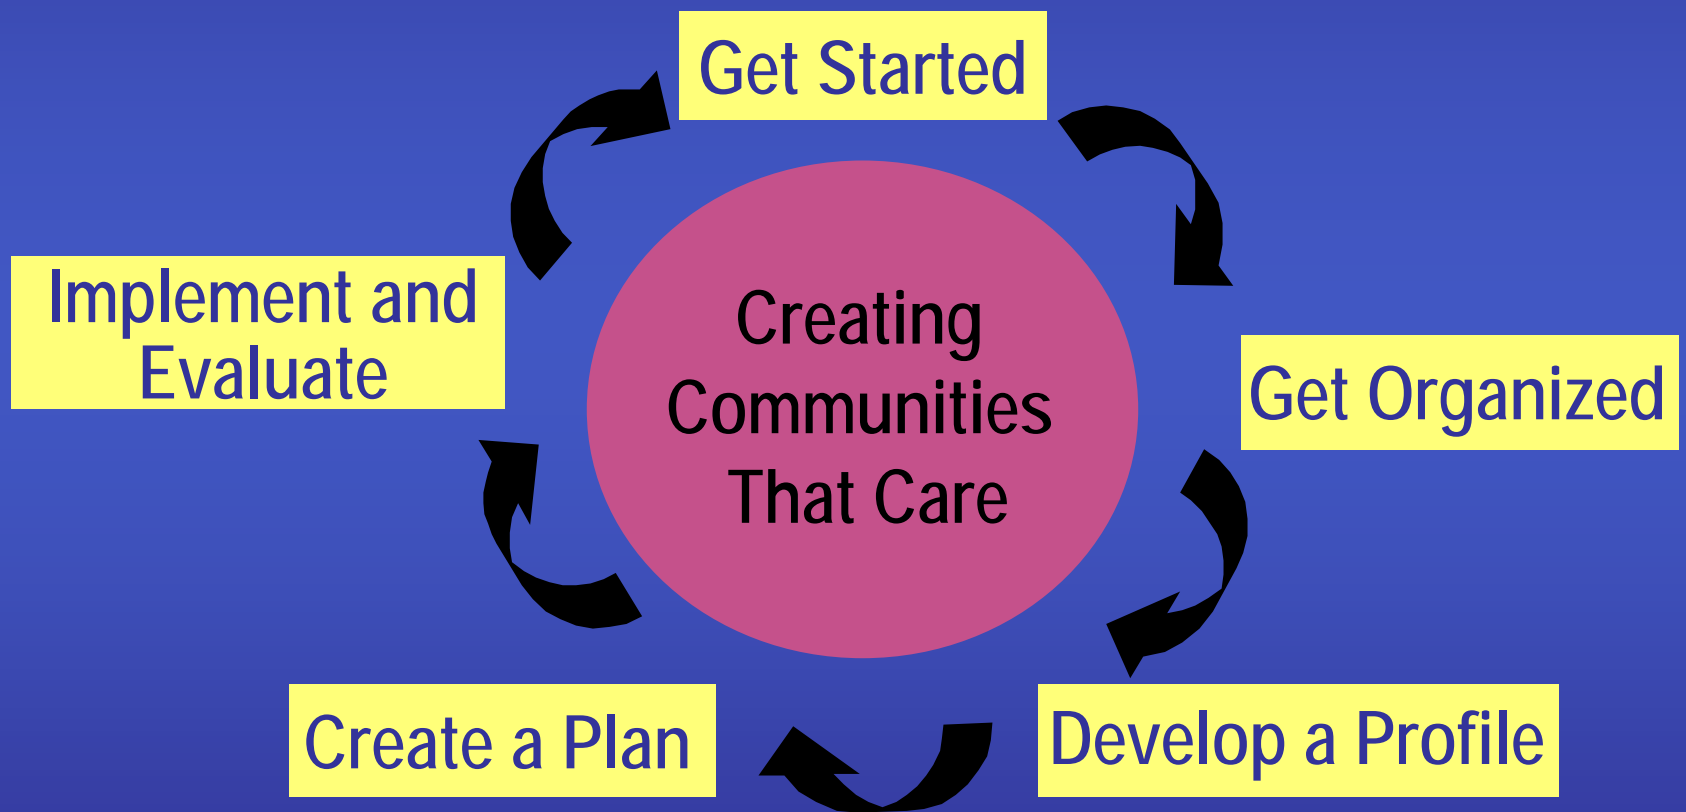 Get Started
Implement and
Evaluate
Creating
Communities
That Care
Get Organized
Create a Plan
Develop a Profile